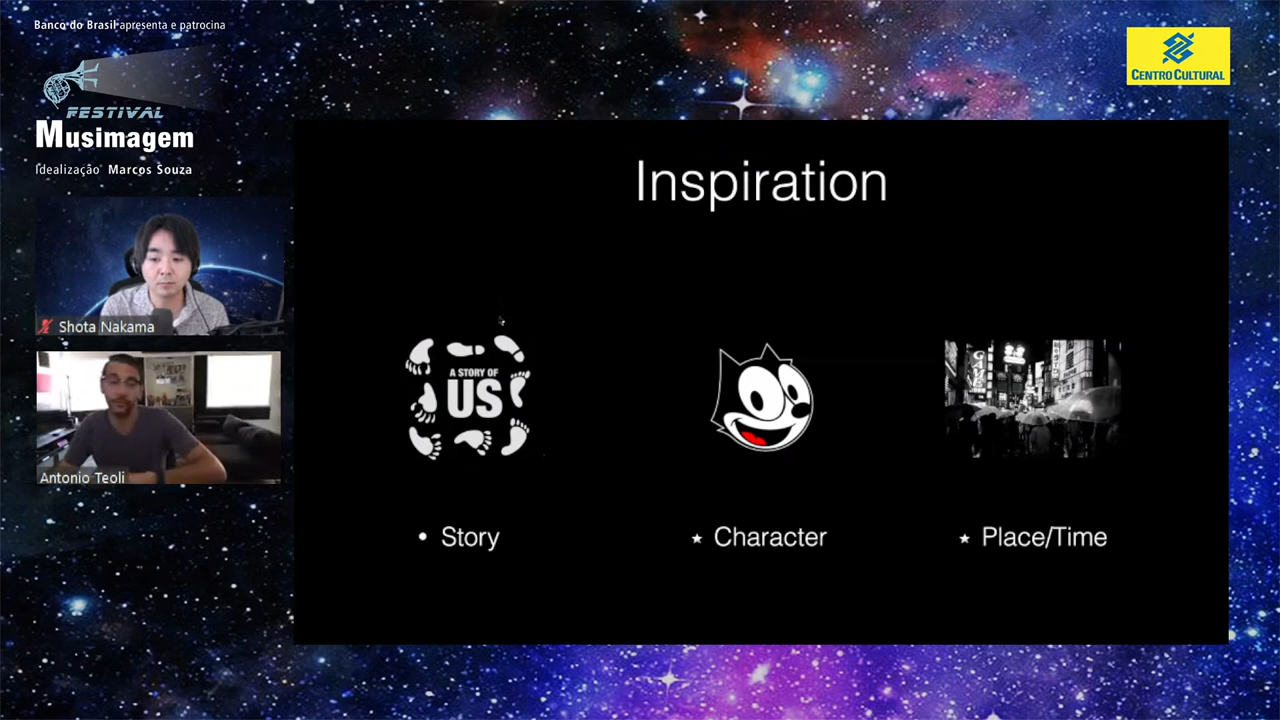 Banco do Brasil apresenta e patrocina
FESTIVAL
Musimagem
Idealização Marcos Souza
CENTRO CULTURAL
Shota Nakama
Antonio Teoli
Inspiration
A STORY OF
US
• Story
★ Character
★ Place/Time